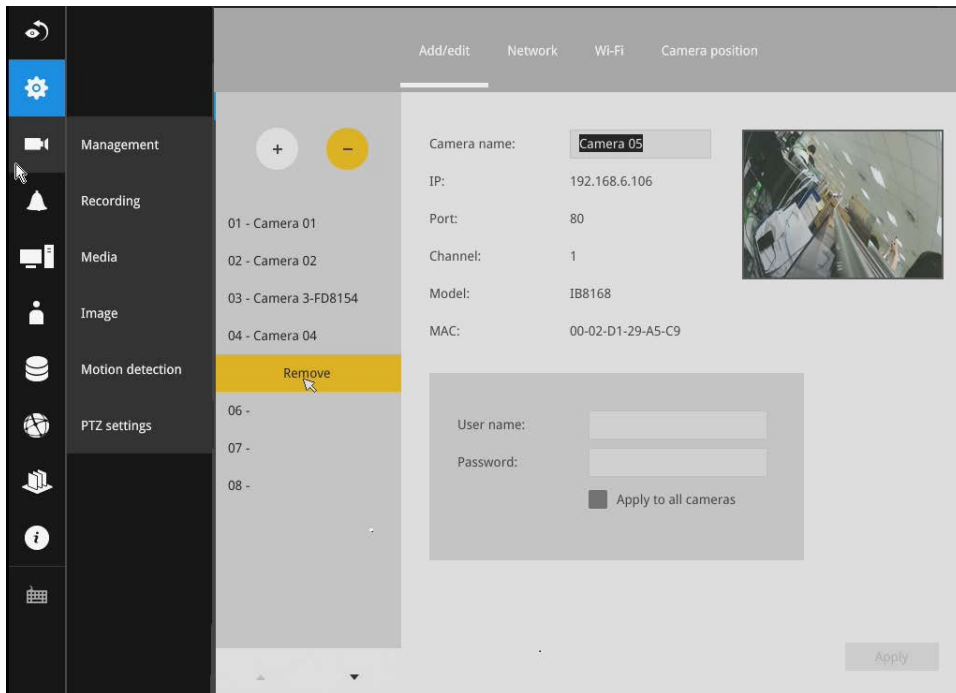 Add/edit Network Wi-Fi Camera position
Management
Recording
Media
Image
Motion detection
PTZ settings
+ −
01 - Camera 01
02 - Camera 02
03 - Camera 3-FD8154
04 - Camera 04
Remove
06 -
07 -
08 -
Camera name: Camera 05
IP: 192.168.6.106
Port: 80
Channel: 1
Model: IB8168
MAC: 00-02-D1-29-A5-C9
User name:
Password:
Apply to all cameras
Apply